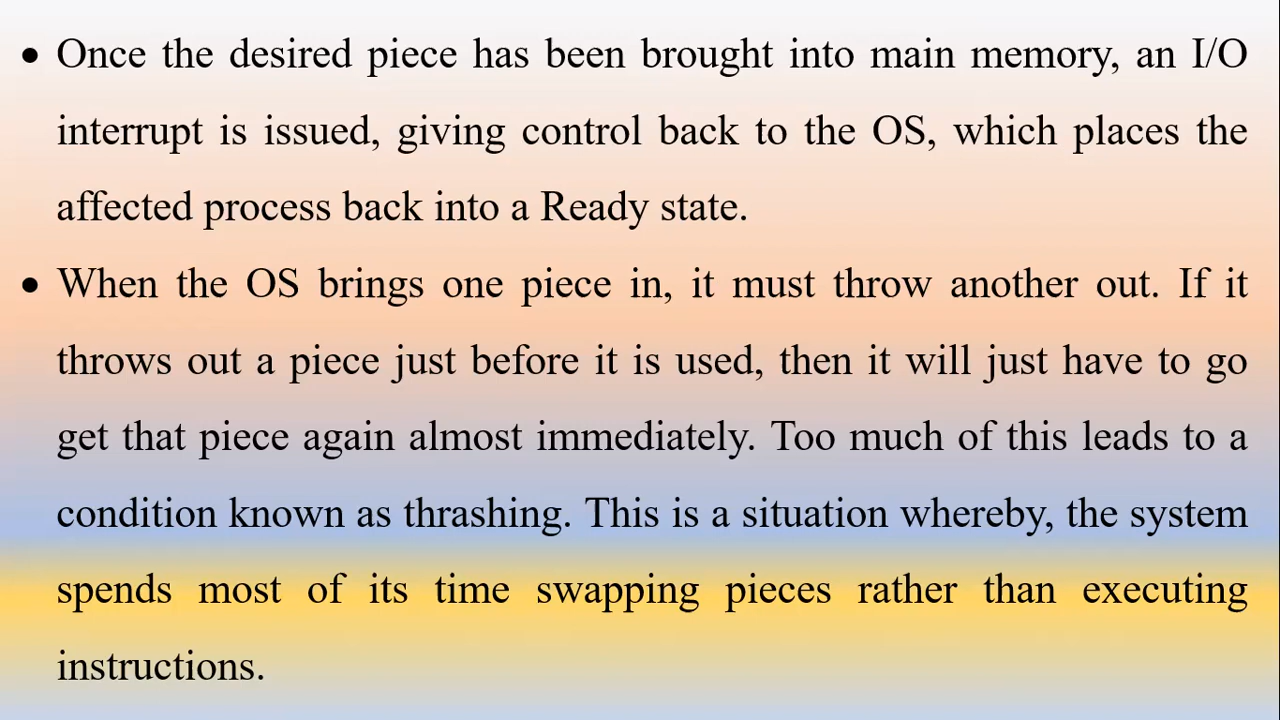 • Once the desired piece has been brought into main memory, an I/O
interrupt is issued, giving control back to the OS, which places the
affected process back into a Ready state.
• When the OS brings one piece in, it must throw another out. If it
throws out a piece just before it is used, then it will just have to go
get that piece again almost immediately. Too much of this leads to a
condition known as thrashing. This is a situation whereby, the system
spends most of its time swapping pieces rather than executing
instructions.